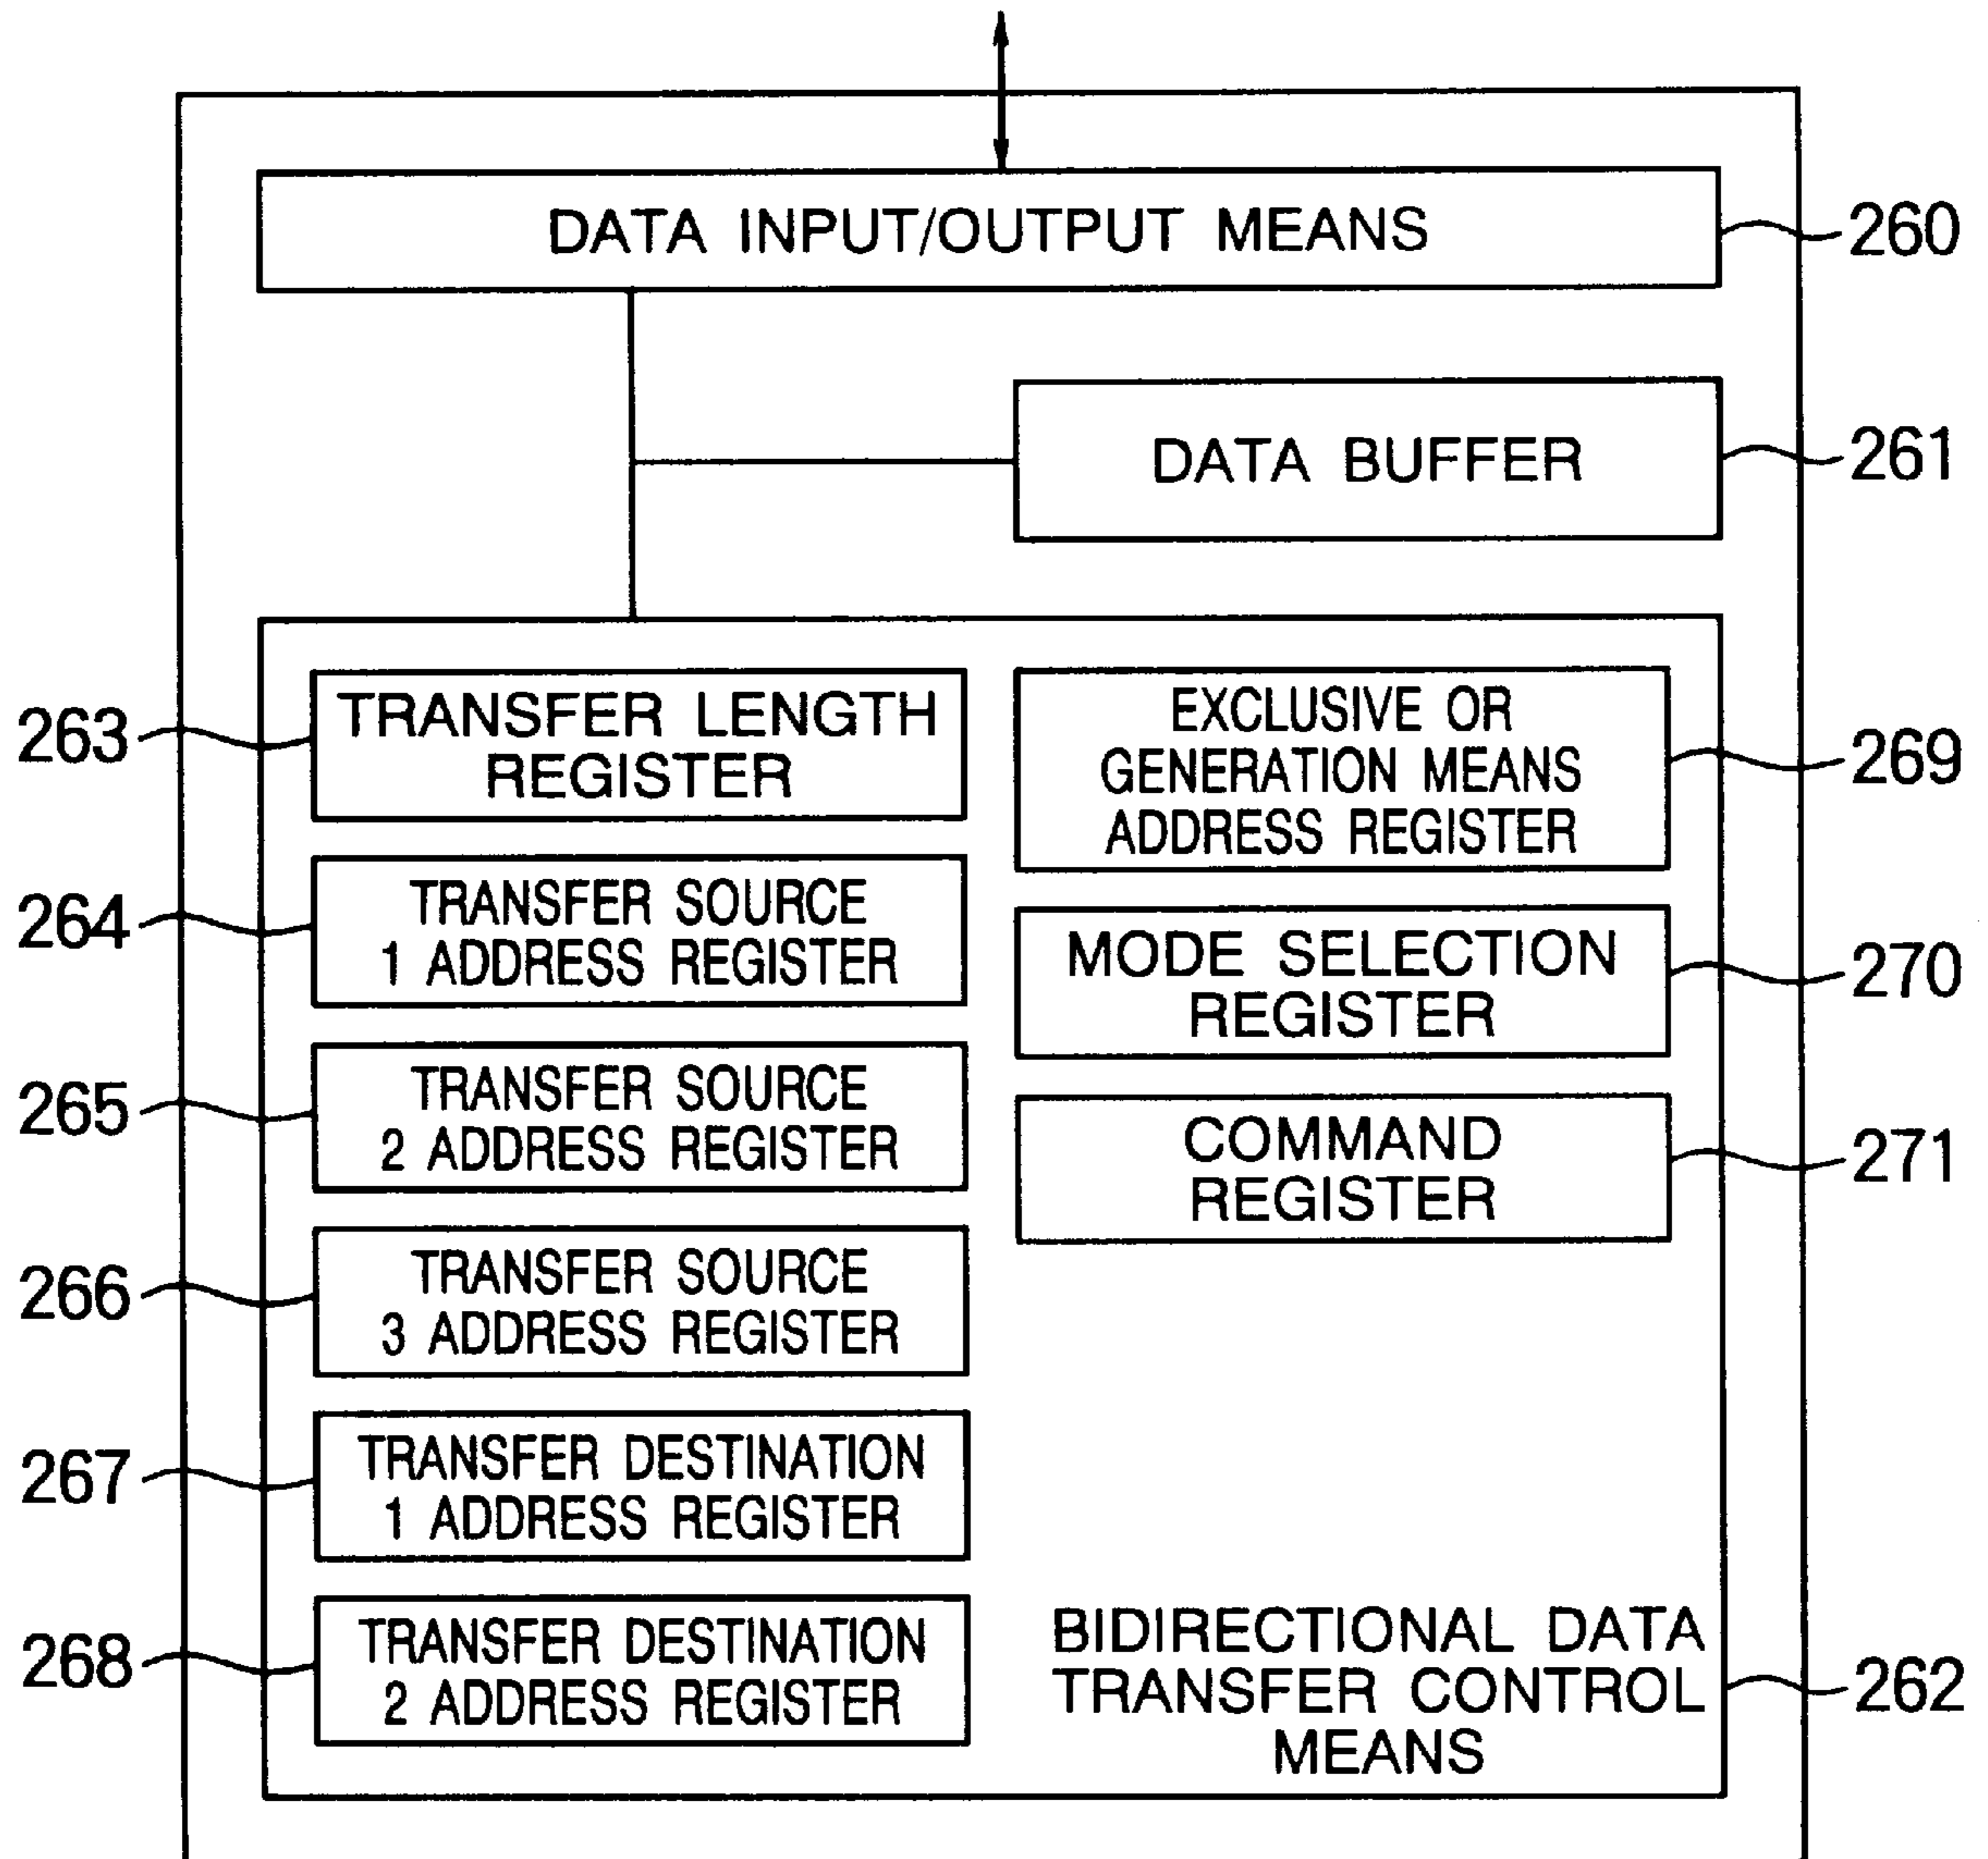 DATA INPUT/OUTPUT MEANS
260
DATA BUFFER
261
263
TRANSFER LENGTH
REGISTER
EXCLUSIVE OR
GENERATION MEANS
ADDRESS REGISTER
269
264
TRANSFER SOURCE
1 ADDRESS REGISTER
MODE SELECTION
REGISTER
270
265
TRANSFER SOURCE
2 ADDRESS REGISTER
COMMAND
REGISTER
271
266
TRANSFER SOURCE
3 ADDRESS REGISTER
267
TRANSFER DESTINATION
1 ADDRESS REGISTER
268
TRANSFER DESTINATION
2 ADDRESS REGISTER
BIDIRECTIONAL DATA
TRANSFER CONTROL
MEANS
262